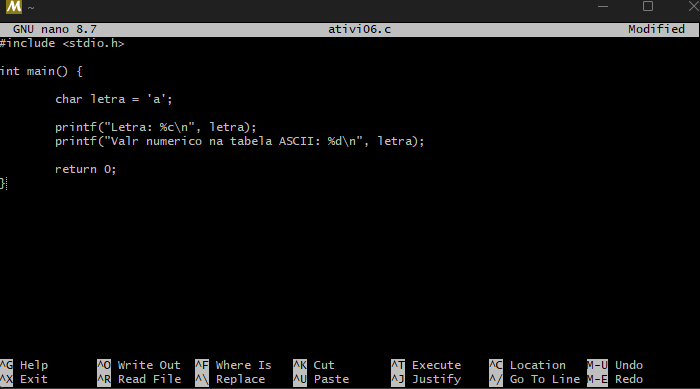 M ~
GNU nano 8.7 ativi06.c Modified
#include <stdio.h>
int main() {
char letra = 'a';
printf("Letra: %c\n", letra);
printf("Valr numerico na tabela ASCII: %d\n", letra);
return 0;
}
^G Help ^O Write Out ^F Where Is ^K Cut ^T Execute ^C Location M-U Undo
^X Exit ^R Read File ^\ Replace ^U Paste ^J Justify ^/ Go To Line M-E Redo